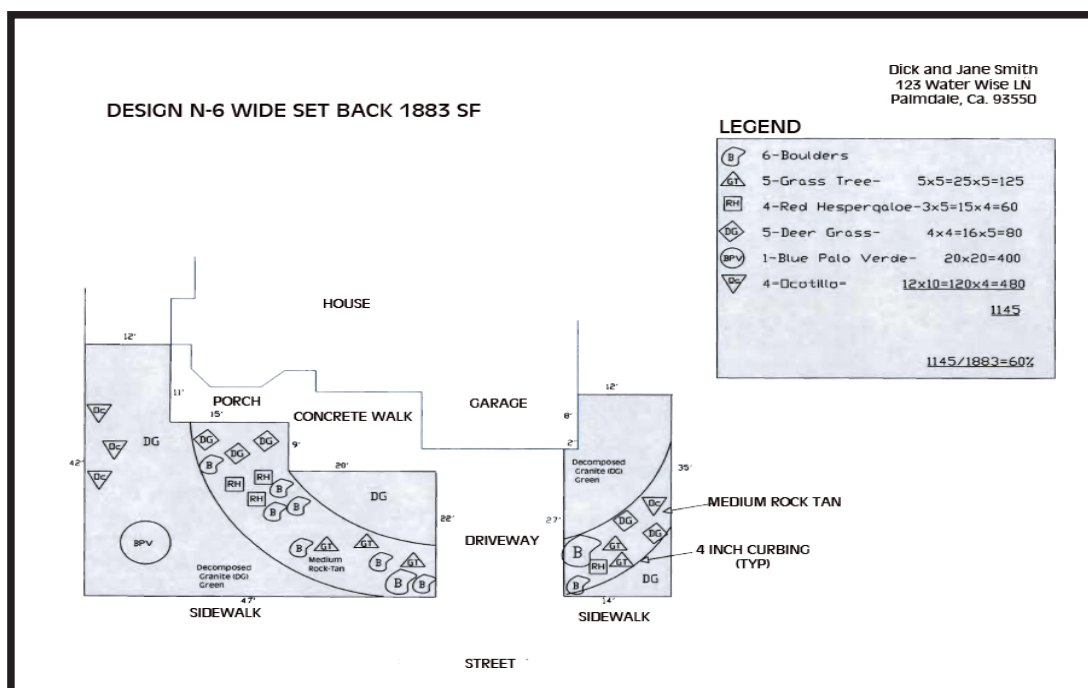 Dick and Jane Smith
123 Water Wise LN
Palmdale, Ca. 93550
DESIGN N-6 WIDE SET BACK 1883 SF
LEGEND
B 6-Boulders
GT 5-Grass Tree- 5x5=25x5=125
RH 4-Red Hesperqaloe-3x5=15x4=60
DG 5-Deer Grass- 4x4=16x5=80
BPV 1-Blue Palo Verde- 20x20=400
Oc 4-Ocotillo- 12x10=120x4=480
1145
1145/1883=60%
HOUSE
12'
12'
11'
PORCH
GARAGE
15'
CONCRETE WALK
8'
Oc
DG
DG
DG
9'
2'
Oc
DG
42'
B
20'
Decomposed
Granite (DG)
Green
35'
Oc
RH
RH
B
DG
RH
B
B
Oc
MEDIUM ROCK TAN
22'
27'
DG
DRIVEWAY
DG
BPV
B
GT
GT
B
GT
4 INCH CURBING
(TYP)
Medium
Rock-Tan
B
GT
RH
GT
Decomposed
Granite (DG)
Green
B
B
B
DG
47'
14'
SIDEWALK
SIDEWALK
STREET